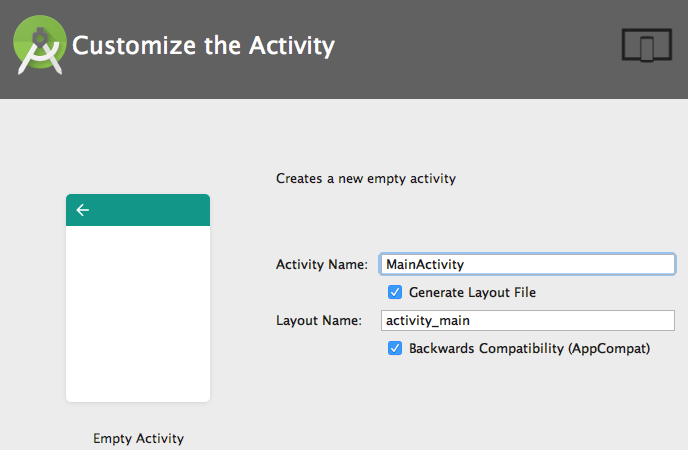 Customize the Activity
Creates a new empty activity
Activity Name: MainActivity
Generate Layout File
Layout Name: activity_main
Backwards Compatibility (AppCompat)
Empty Activity